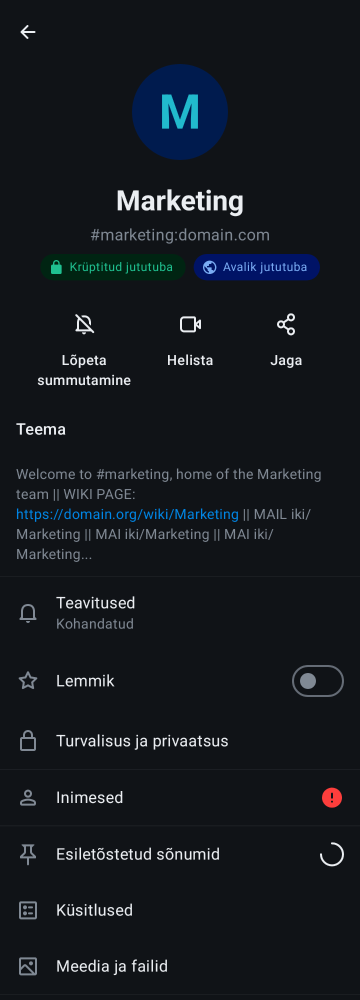 M
Marketing
#marketing:domain.com
Krüptitud jututuba
Avalik jututuba
Lõpeta
summutamine
Helista
Jaga
Teema
Welcome to #marketing, home of the Marketing
team || WIKI PAGE:
https://domain.org/wiki/Marketing || MAIL iki/
Marketing || MAI iki/Marketing || MAI iki/
Marketing...
Teavitused
Kohandatud
Lemmik
Turvalisus ja privaatsus
Inimesed
Esiletõstetud sõnumid
Küsitlused
Meedia ja failid